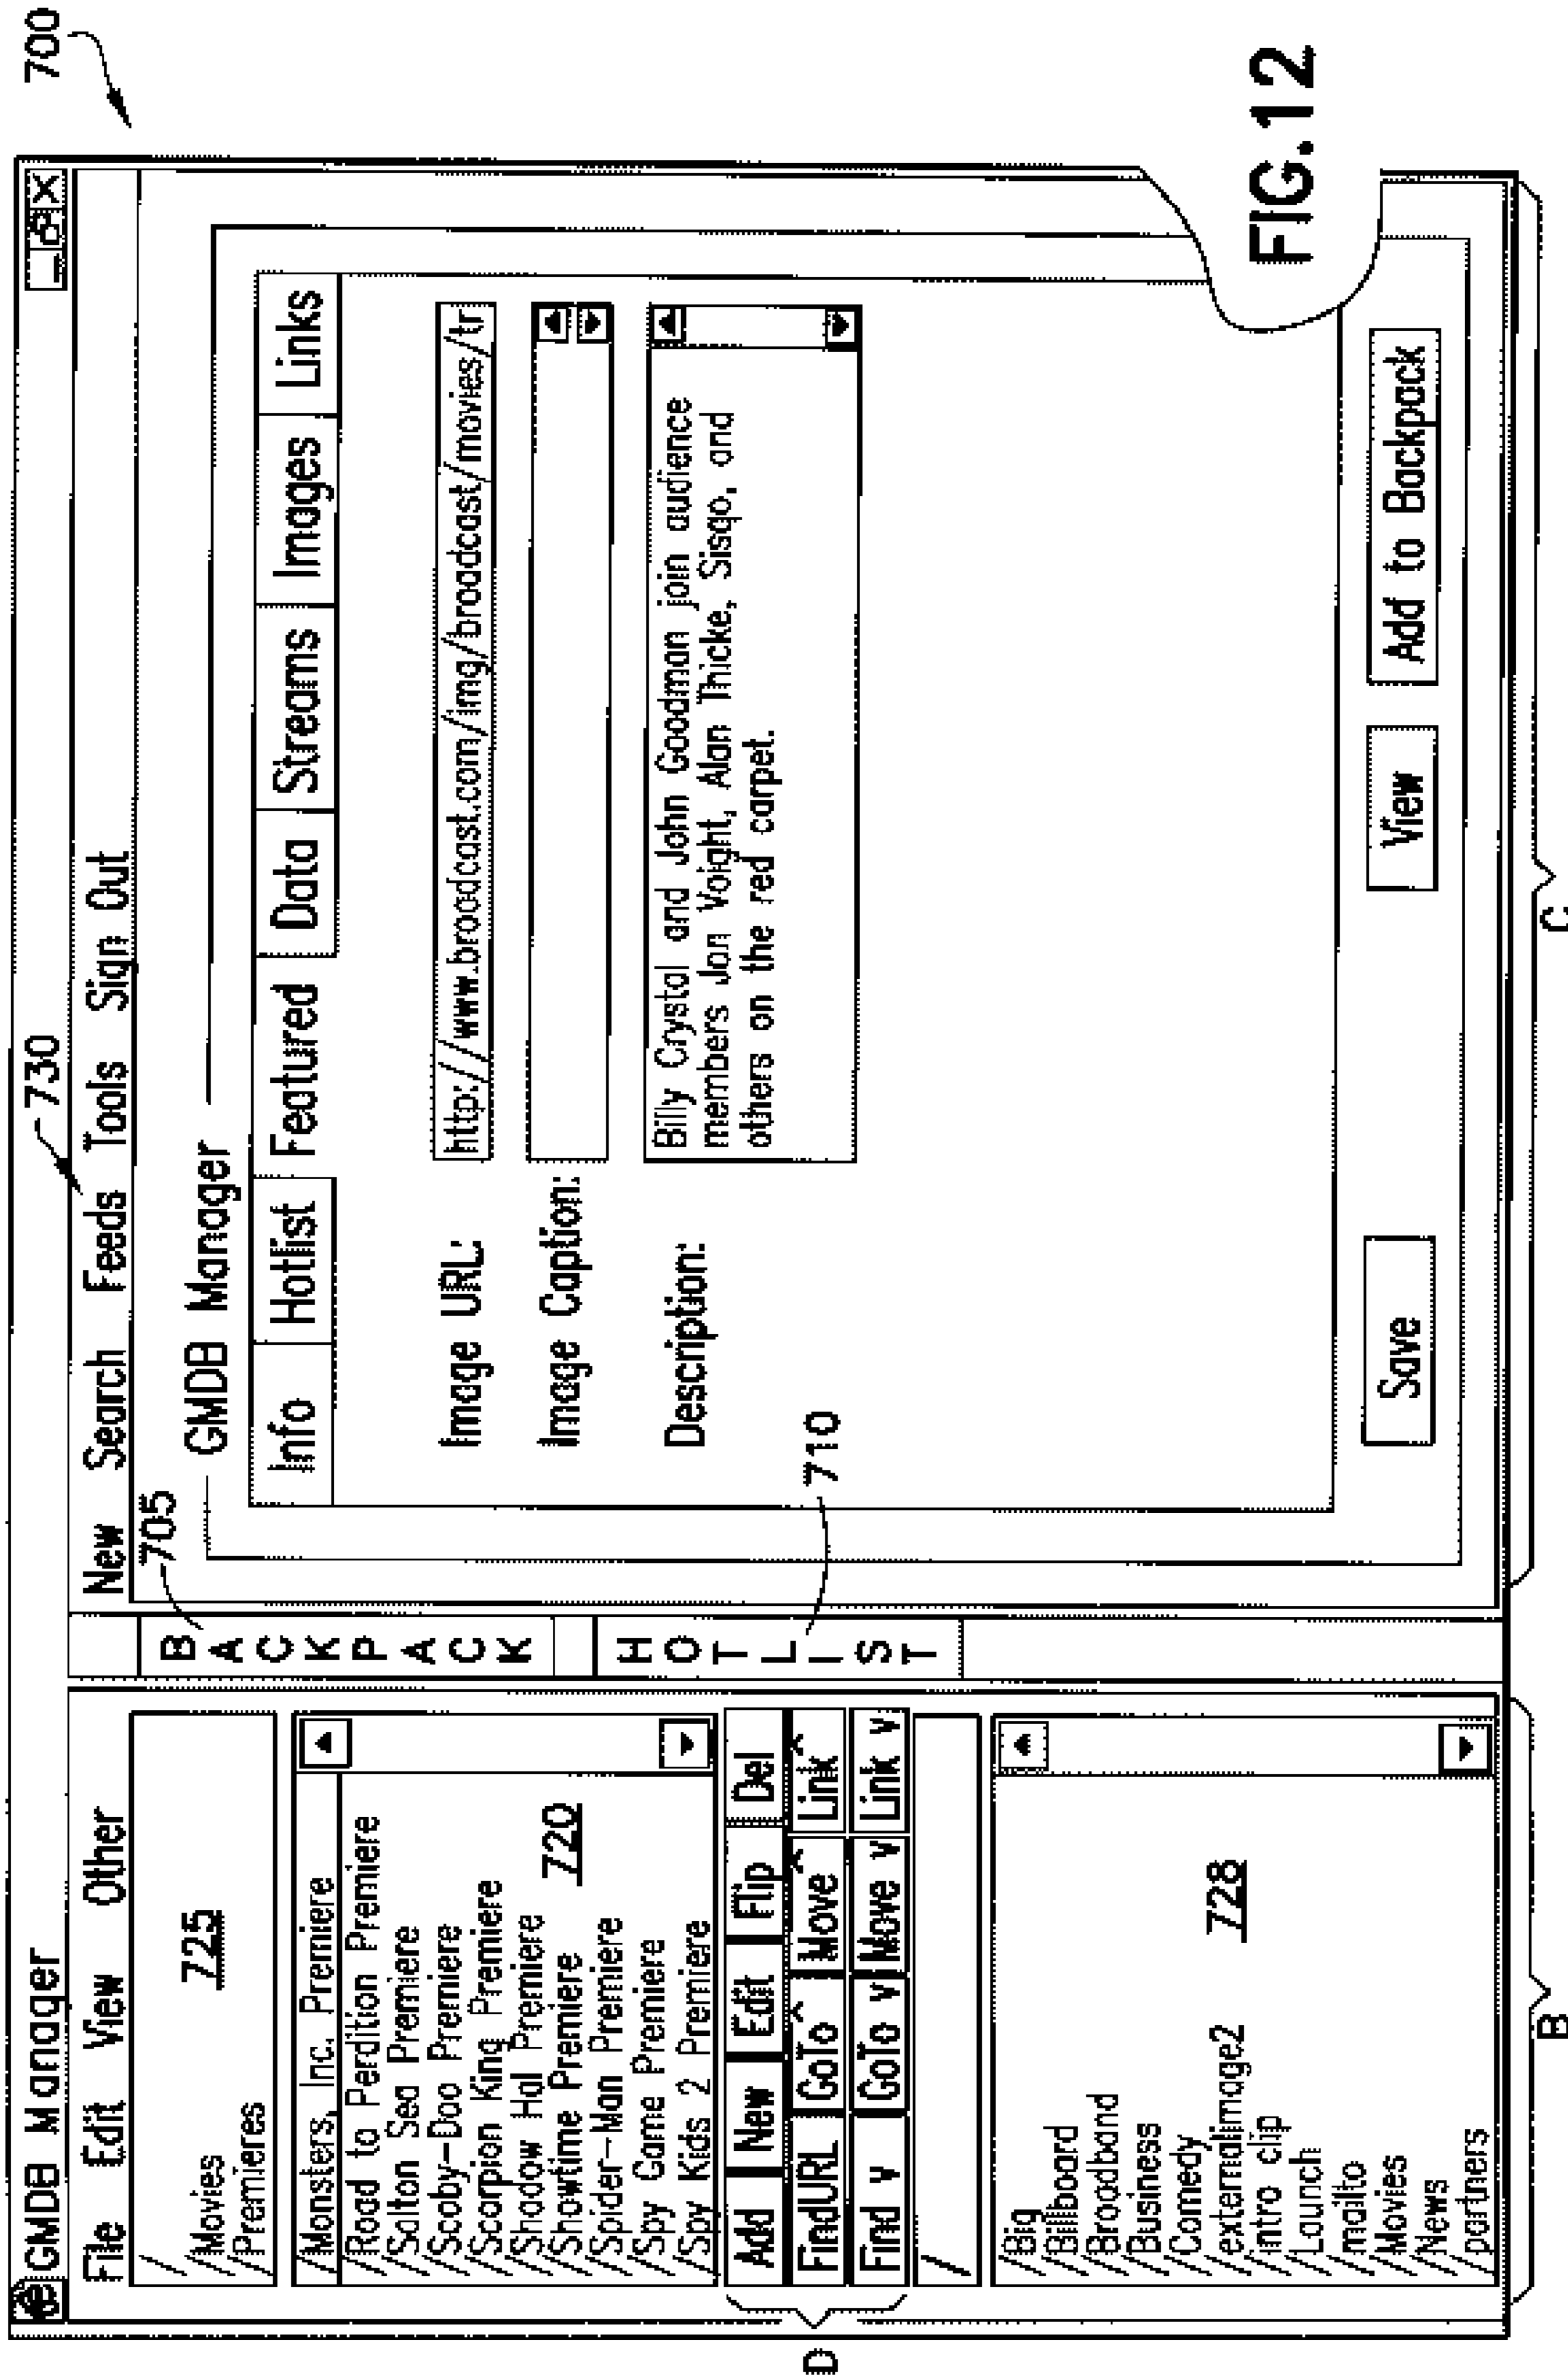 700
730
GMDB Manager
File Edit View Other
New Search Feeds Tools Sign Out
725
/
/Movies
/Premieres
/Monsters, Inc. Premiere
/Road to Perdition Premiere
/Salton Sea Premiere
/Scooby-Doo Premiere
/Scorpion King Premiere
/Shadow Hal Premiere
/Showtime Premiere
/Spider-Man Premiere
/Spy Game Premiere
/Spy Kids 2 Premiere
720
Add New Edit Flip Del
FindURL GoTo ^ Move ^ Link ^
Find v GoTo v Move v Link v
D
/
/Big
/Billboard
/Broadband
/Business
/Comedy
/externalimage2
/intro clip
/Launch
/mailto
/Movies
/News
/partners
728
B
705
BACKPACK
HOTLIST
710
GMDB Manager
Info Hotlist Featured Data Streams Images Links
Image URL: http://www.broadcast.com/img/broadcast/movies/tr
Image Caption:
Description: Billy Crystal and John Goodman join audience
members Jon Voight, Alan Thicke, Sisqo, and
others on the red carpet.
Save View Add to Backpack
C
FIG.12